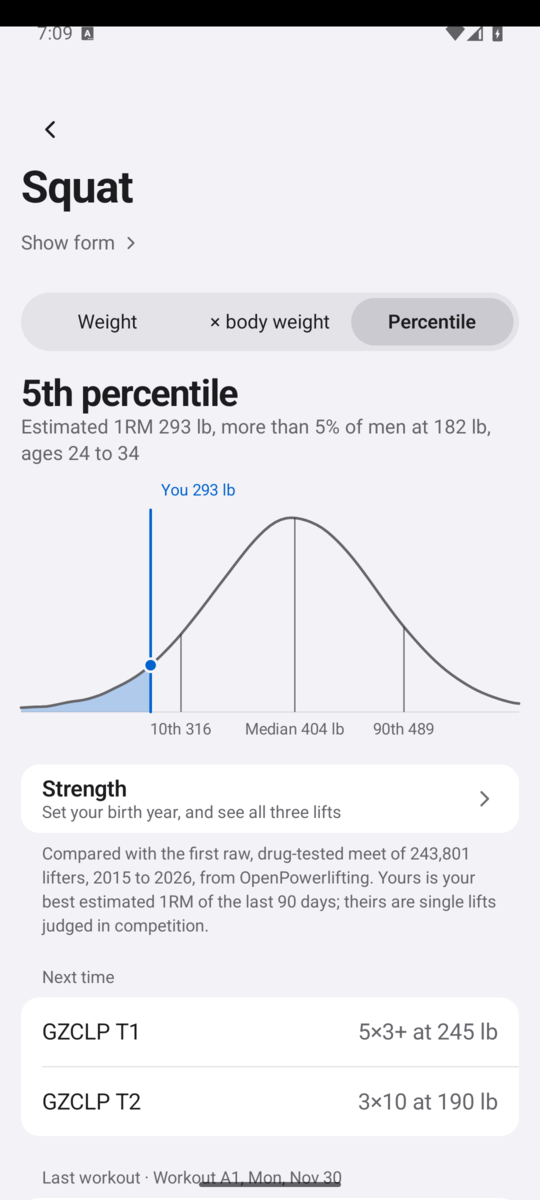 7:09
Squat
Show form
Weight
× body weight
Percentile
5th percentile
Estimated 1RM 293 lb, more than 5% of men at 182 lb,
ages 24 to 34
You 293 lb
10th 316
Median 404 lb
90th 489
Strength
Set your birth year, and see all three lifts
Compared with the first raw, drug-tested meet of 243,801
lifters, 2015 to 2026, from OpenPowerlifting. Yours is your
best estimated 1RM of the last 90 days; theirs are single lifts
judged in competition.
Next time
GZCLP T1
5×3+ at 245 lb
GZCLP T2
3×10 at 190 lb
Last workout · Workout A1, Mon, Nov 30